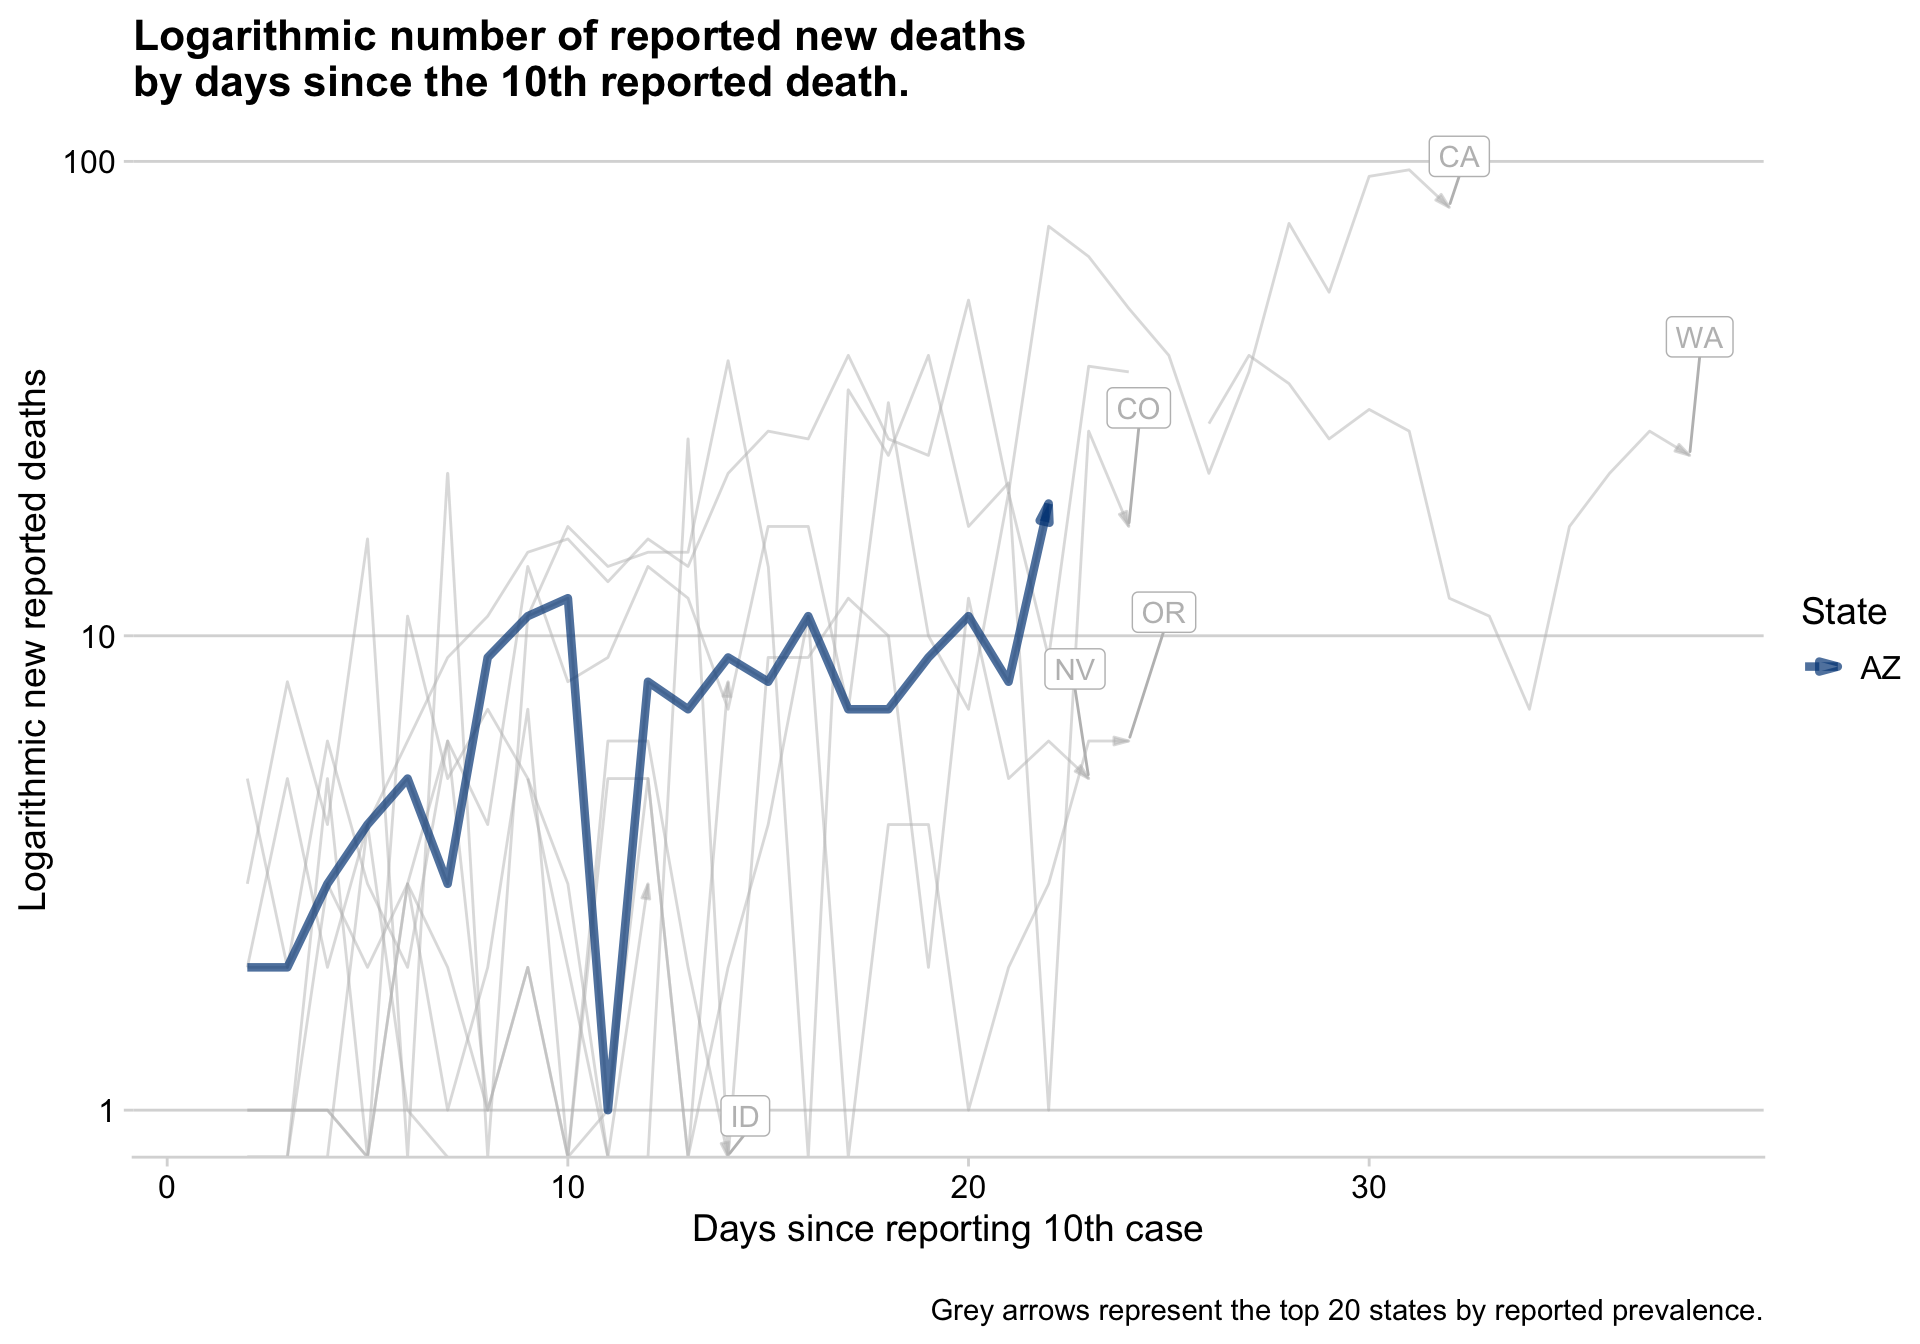 Logarithmic number of reported new deaths
by days since the 10th reported death.
Logarithmic new reported deaths
100
10
1
CA
WA
CO
OR
NV
ID
State
AZ
0
10
20
30
Days since reporting 10th case
Grey arrows represent the top 20 states by reported prevalence.